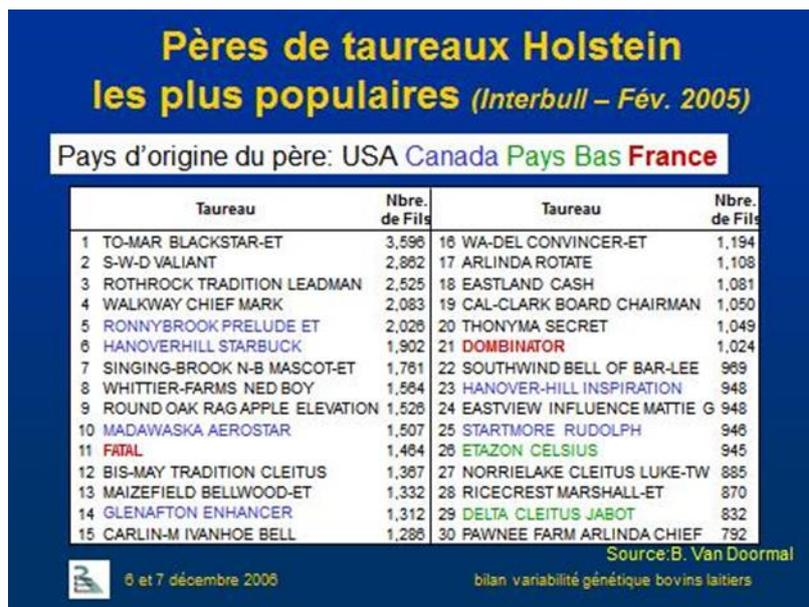 Pères de taureaux Holstein
les plus populaires (Interbull – Fév. 2005)
Pays d'origine du père: USA Canada Pays Bas France
Taureau Nbre. de Fils
1 TO-MAR BLACKSTAR-ET 3,596
2 S-W-D VALIANT 2,862
3 ROTHROCK TRADITION LEADMAN 2,525
4 WALKWAY CHIEF MARK 2,083
5 RONNYBROOK PRELUDE ET 2,026
6 HANOVERHILL STARBUCK 1,902
7 SINGING-BROOK N-B MASCOT-ET 1,761
8 WHITTIER-FARMS NED BOY 1,564
9 ROUND OAK RAG APPLE ELEVATION 1,526
10 MADAWASKA AEROSTAR 1,507
11 FATAL 1,464
12 BIS-MAY TRADITION CLEITUS 1,367
13 MAIZEFIELD BELLWOOD-ET 1,332
14 GLENAFTON ENHANCER 1,312
15 CARLIN-M IVANHOE BELL 1,286
Taureau Nbre. de Fils
16 WA-DEL CONVINCER-ET 1,194
17 ARLINDA ROTATE 1,108
18 EASTLAND CASH 1,081
19 CAL-CLARK BOARD CHAIRMAN 1,050
20 THONYMA SECRET 1,049
21 DOMBINATOR 1,024
22 SOUTHWIND BELL OF BAR-LEE 969
23 HANOVER-HILL INSPIRATION 948
24 EASTVIEW INFLUENCE MATTIE G 948
25 STARTMORE RUDOLPH 946
26 ETAZON CELSIUS 945
27 NORRIELAKE CLEITUS LUKE-TW 885
28 RICECREST MARSHALL-ET 870
29 DELTA CLEITUS JABOT 832
30 PAWNEE FARM ARLINDA CHIEF 792
Source:B. Van Doormal
6 et 7 décembre 2006
bilan variabilité génétique bovins laitiers